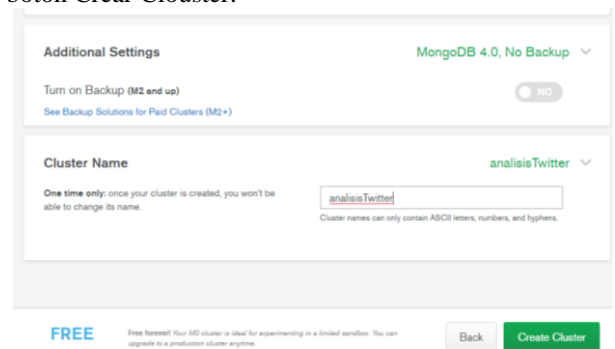 botón Crear Clouster.
Additional Settings
MongoDB 4.0, No Backup
Turn on Backup (M2 and up)
NO
See Backup Solutions for Paid Clusters (M2+)
Cluster Name
analisisTwitter
One time only: once your cluster is created, you won't be
able to change its name.
analisisTwitter
Cluster names can only contain ASCII letters, numbers, and hyphens.
FREE
Free forever! Your M0 cluster is ideal for experimenting in a limited sandbox. You can
upgrade to a production cluster anytime.
Back
Create Cluster